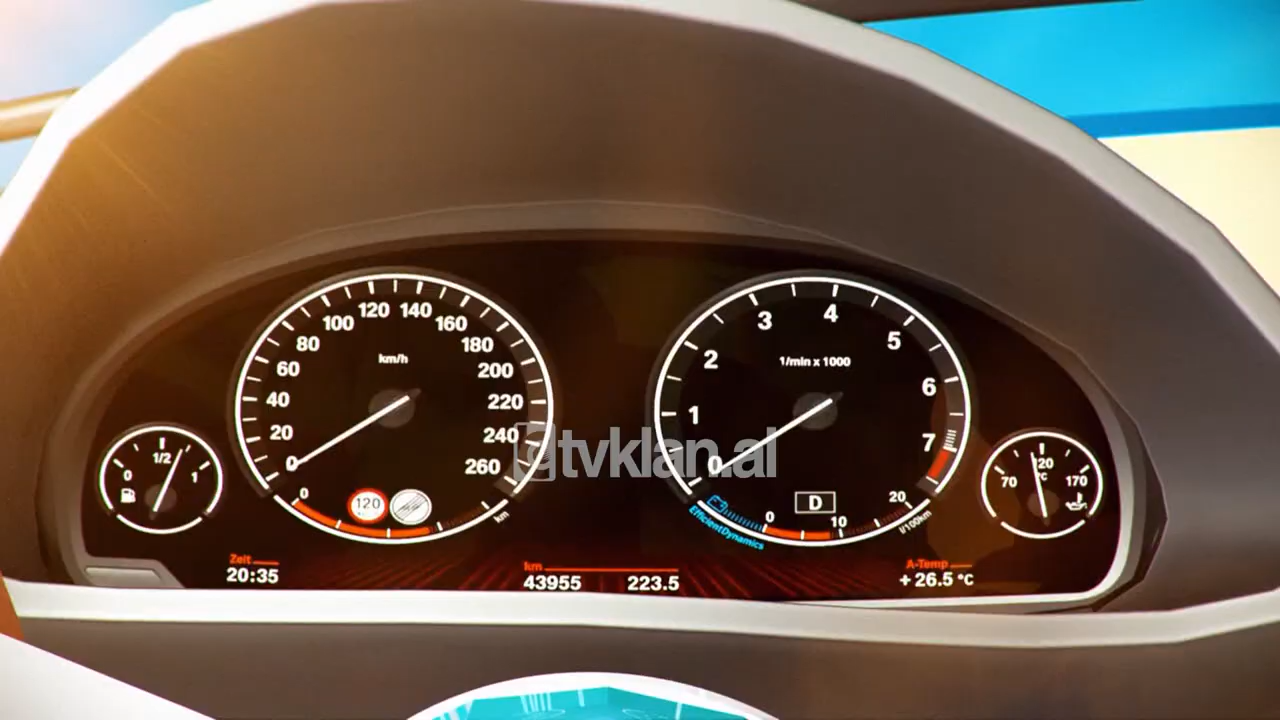 0 20 40 60 80 100 120 140 160 180 200 220 240 260
km/h
0
120
km
0 1 2 3 4 5 6 7
1/min x 1000
D
0 10 20
l/100km
EfficientDynamics
0 1/2 1
70 120 170
°C
tvklan.al
Zeit
20:35
km
43955 223.5
A-Temp
+ 26.5 °C